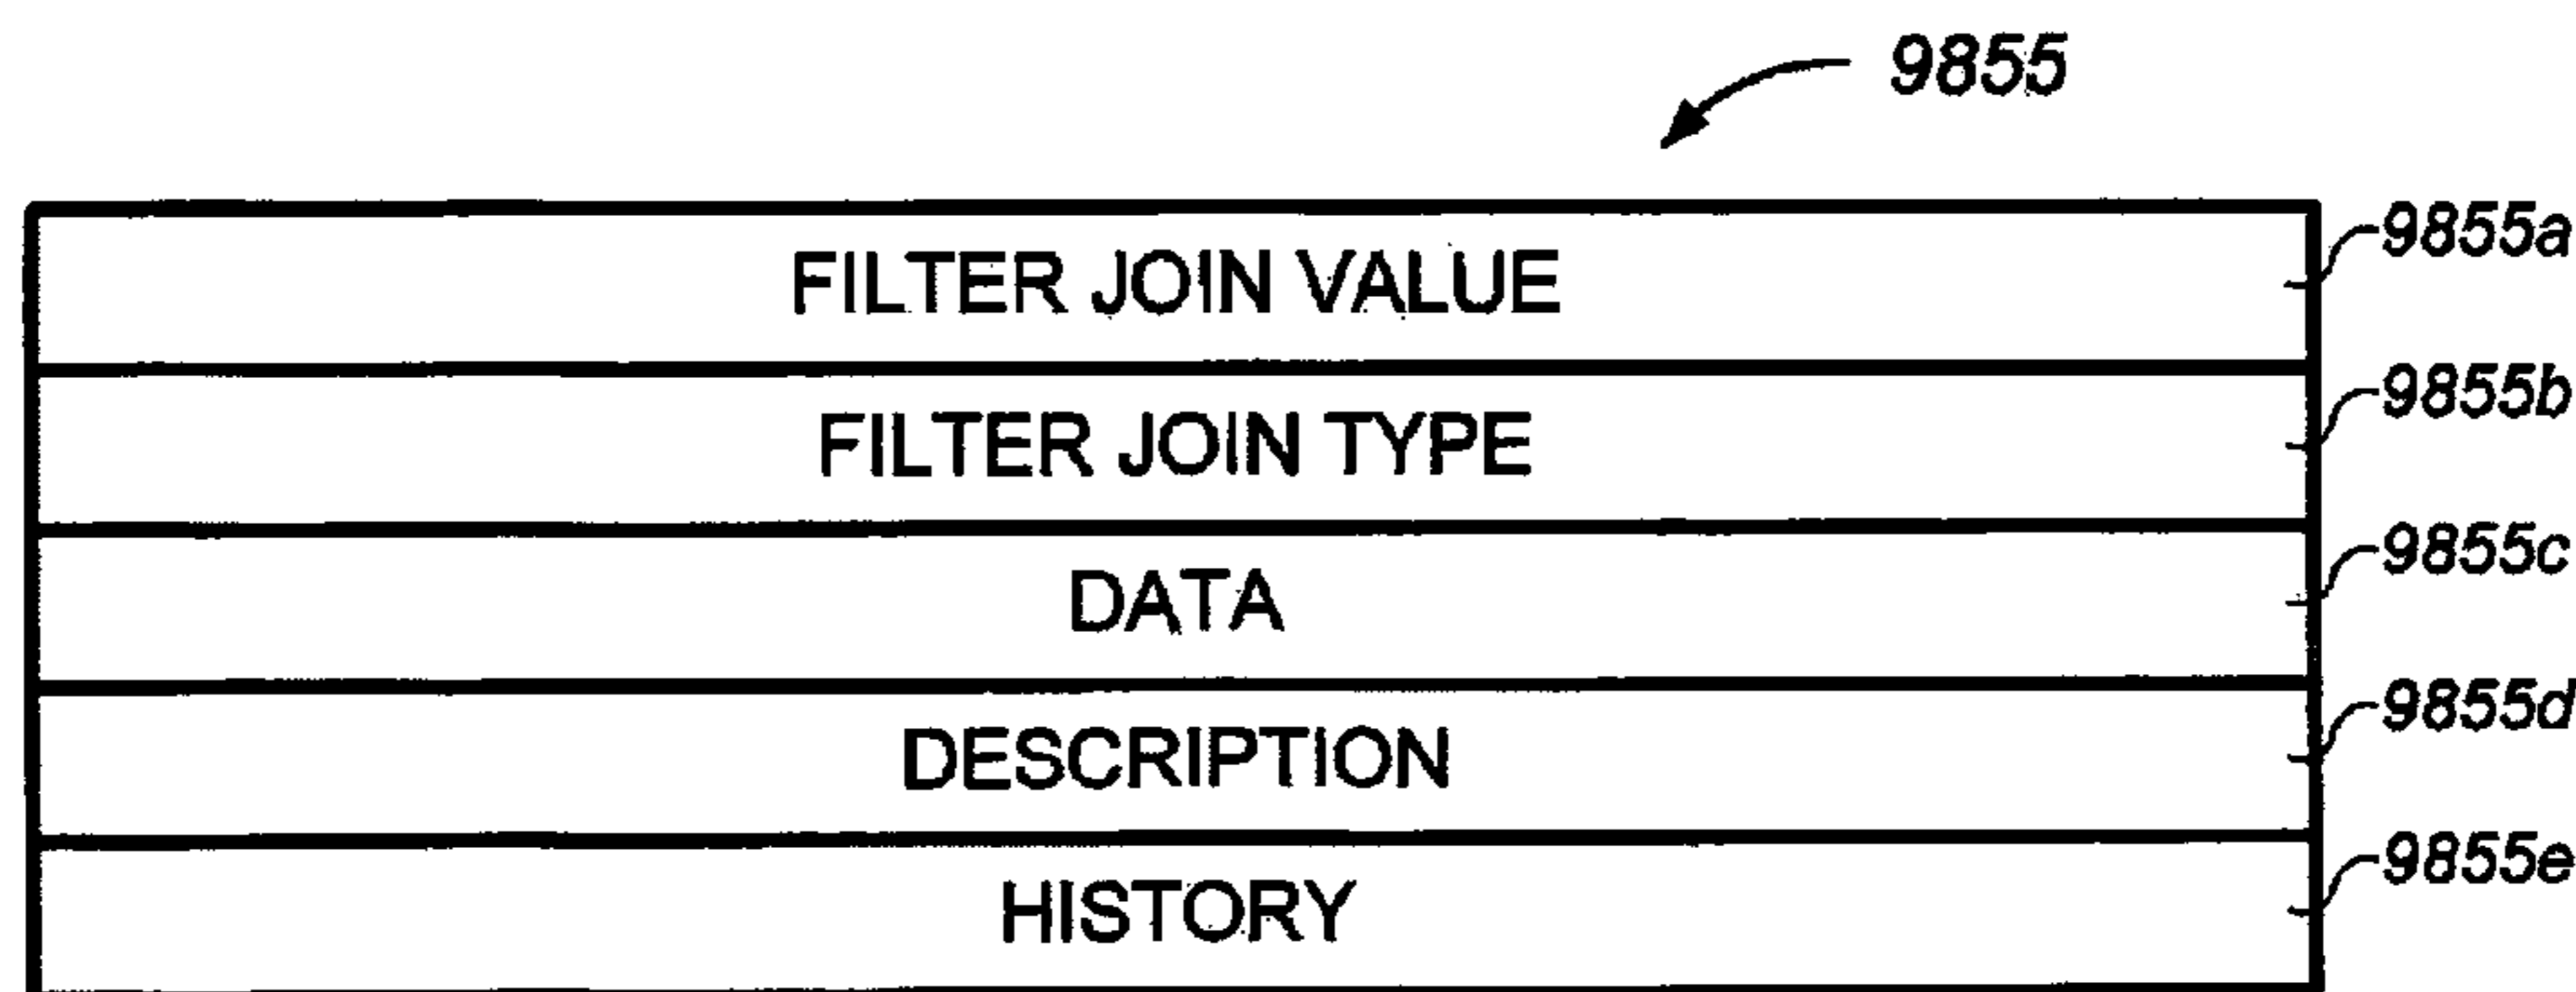 9855
FILTER JOIN VALUE 9855a
FILTER JOIN TYPE 9855b
DATA 9855c
DESCRIPTION 9855d
HISTORY 9855e